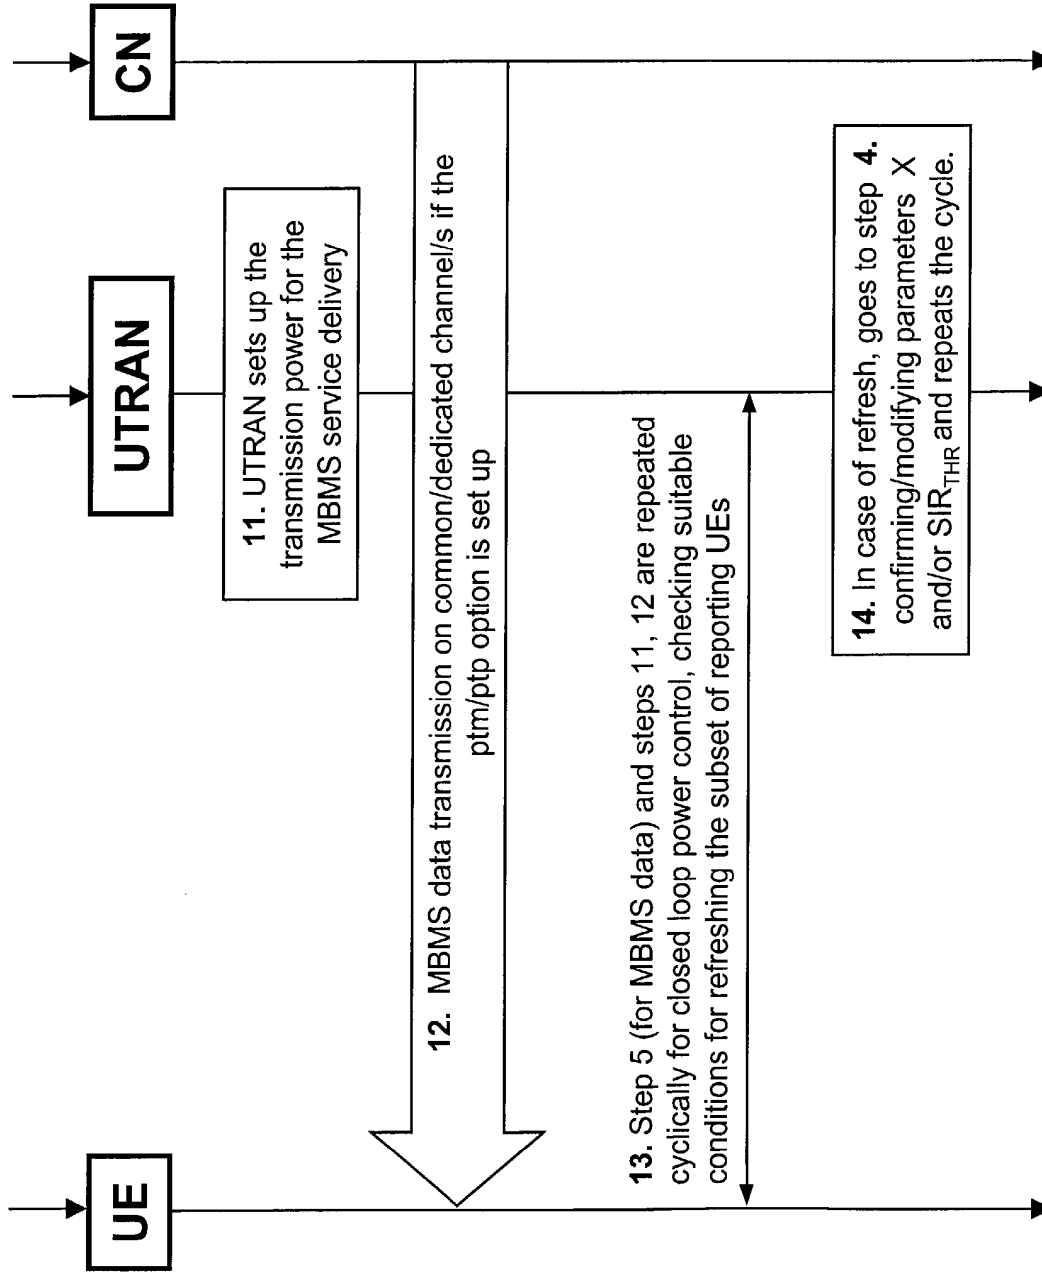 UE
UTRAN
CN
11. UTRAN sets up the
transmission power for the
MBMS service delivery
12. MBMS data transmission on common/dedicated channel/s if the
ptm/ptp option is set up
13. Step 5 (for MBMS data) and steps 11, 12 are repeated
cyclically for closed loop power control, checking suitable
conditions for refreshing the subset of reporting UEs
14. In case of refresh, goes to step 4.
confirming/modifying parameters X
and/or SIR_THR and repeats the cycle.